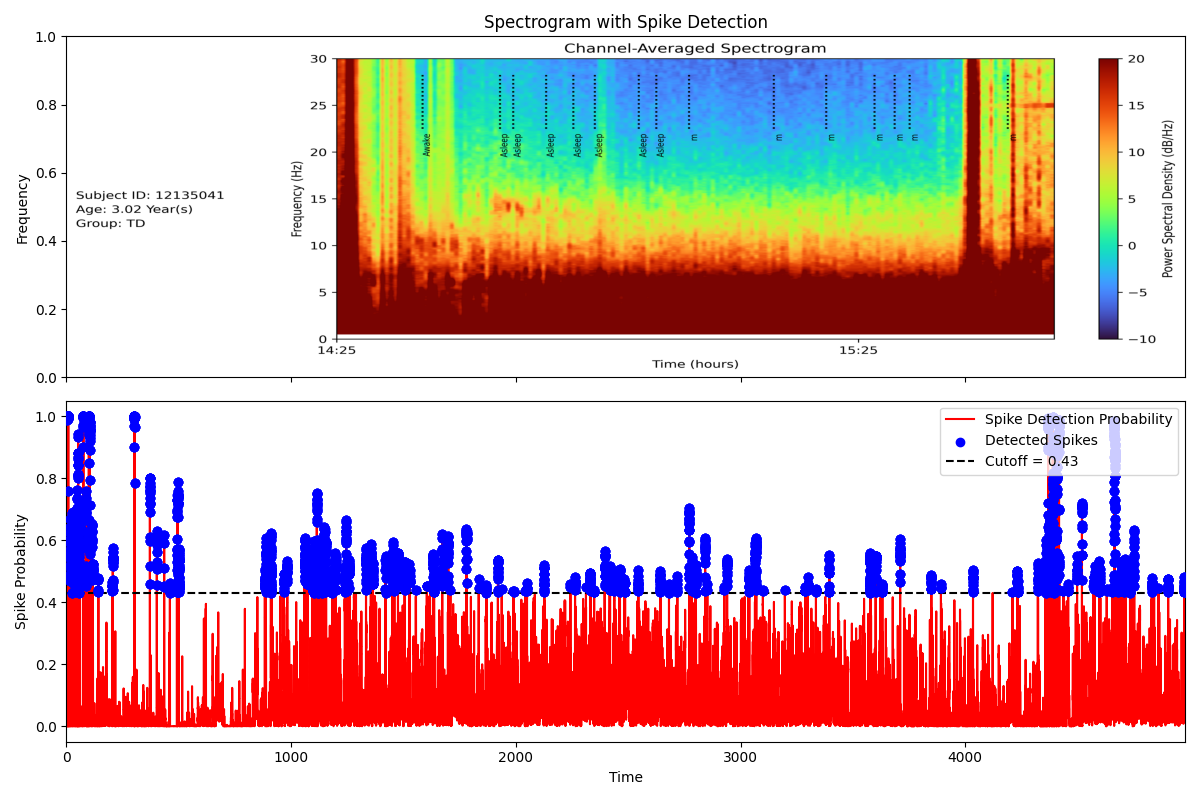 Spectrogram with Spike Detection
Channel-Averaged Spectrogram
1.0
0.8
0.6
0.4
0.2
0.0
Frequency
Subject ID: 12135041
Age: 3.02 Year(s)
Group: TD
30
25
20
15
10
5
0
Frequency (Hz)
Awake
Asleep
Asleep
Asleep
Asleep
Asleep
Asleep
Asleep
m
m
m
m
m
m
m
14:25
15:25
Time (hours)
20
15
10
5
0
−5
−10
Power Spectral Density (dB/Hz)
1.0
0.8
0.6
0.4
0.2
0.0
Spike Probability
Spike Detection Probability
Detected Spikes
Cutoff = 0.43
0
1000
2000
3000
4000
Time